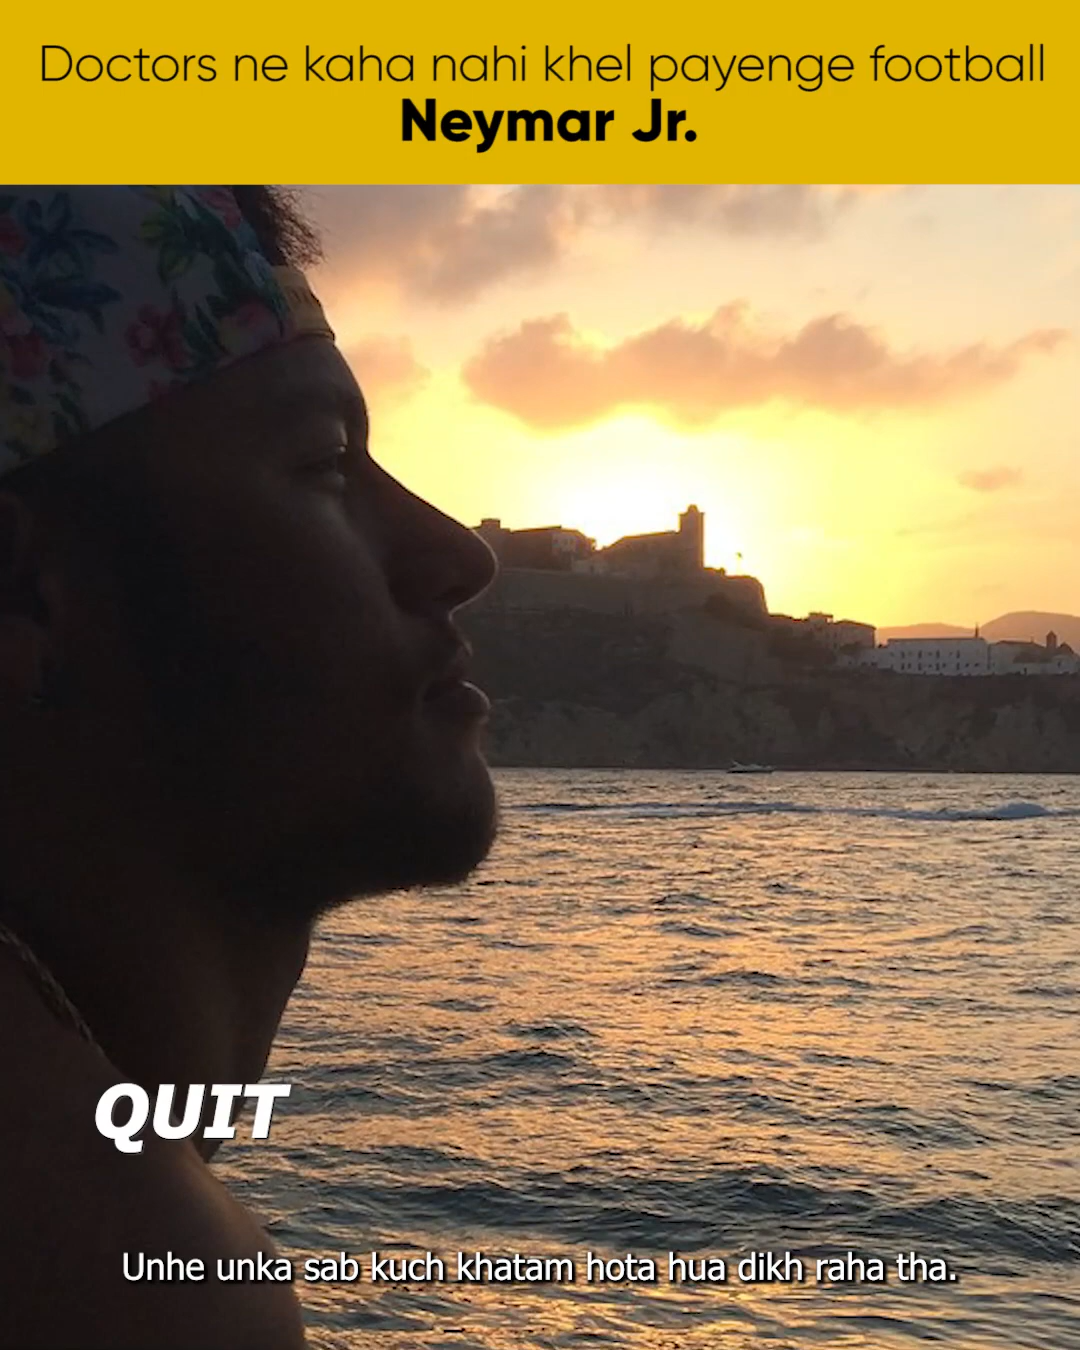 Doctors ne kaha nahi khel payenge football
Neymar Jr.
QUIT
Unhe unka sab kuch khatam hota hua dikh raha tha.